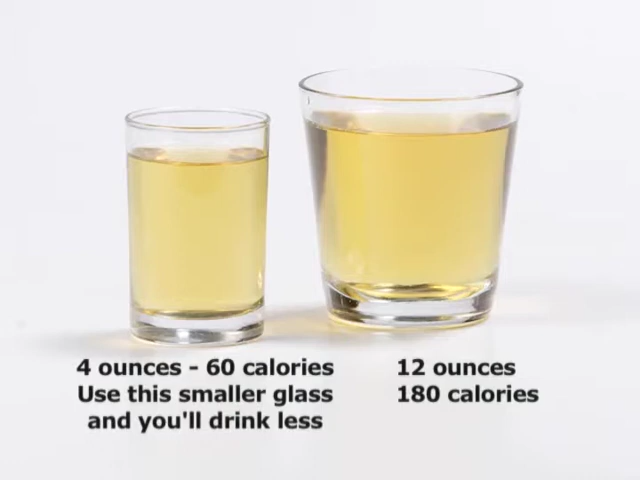 4 ounces - 60 calories
Use this smaller glass
and you'll drink less
12 ounces
180 calories